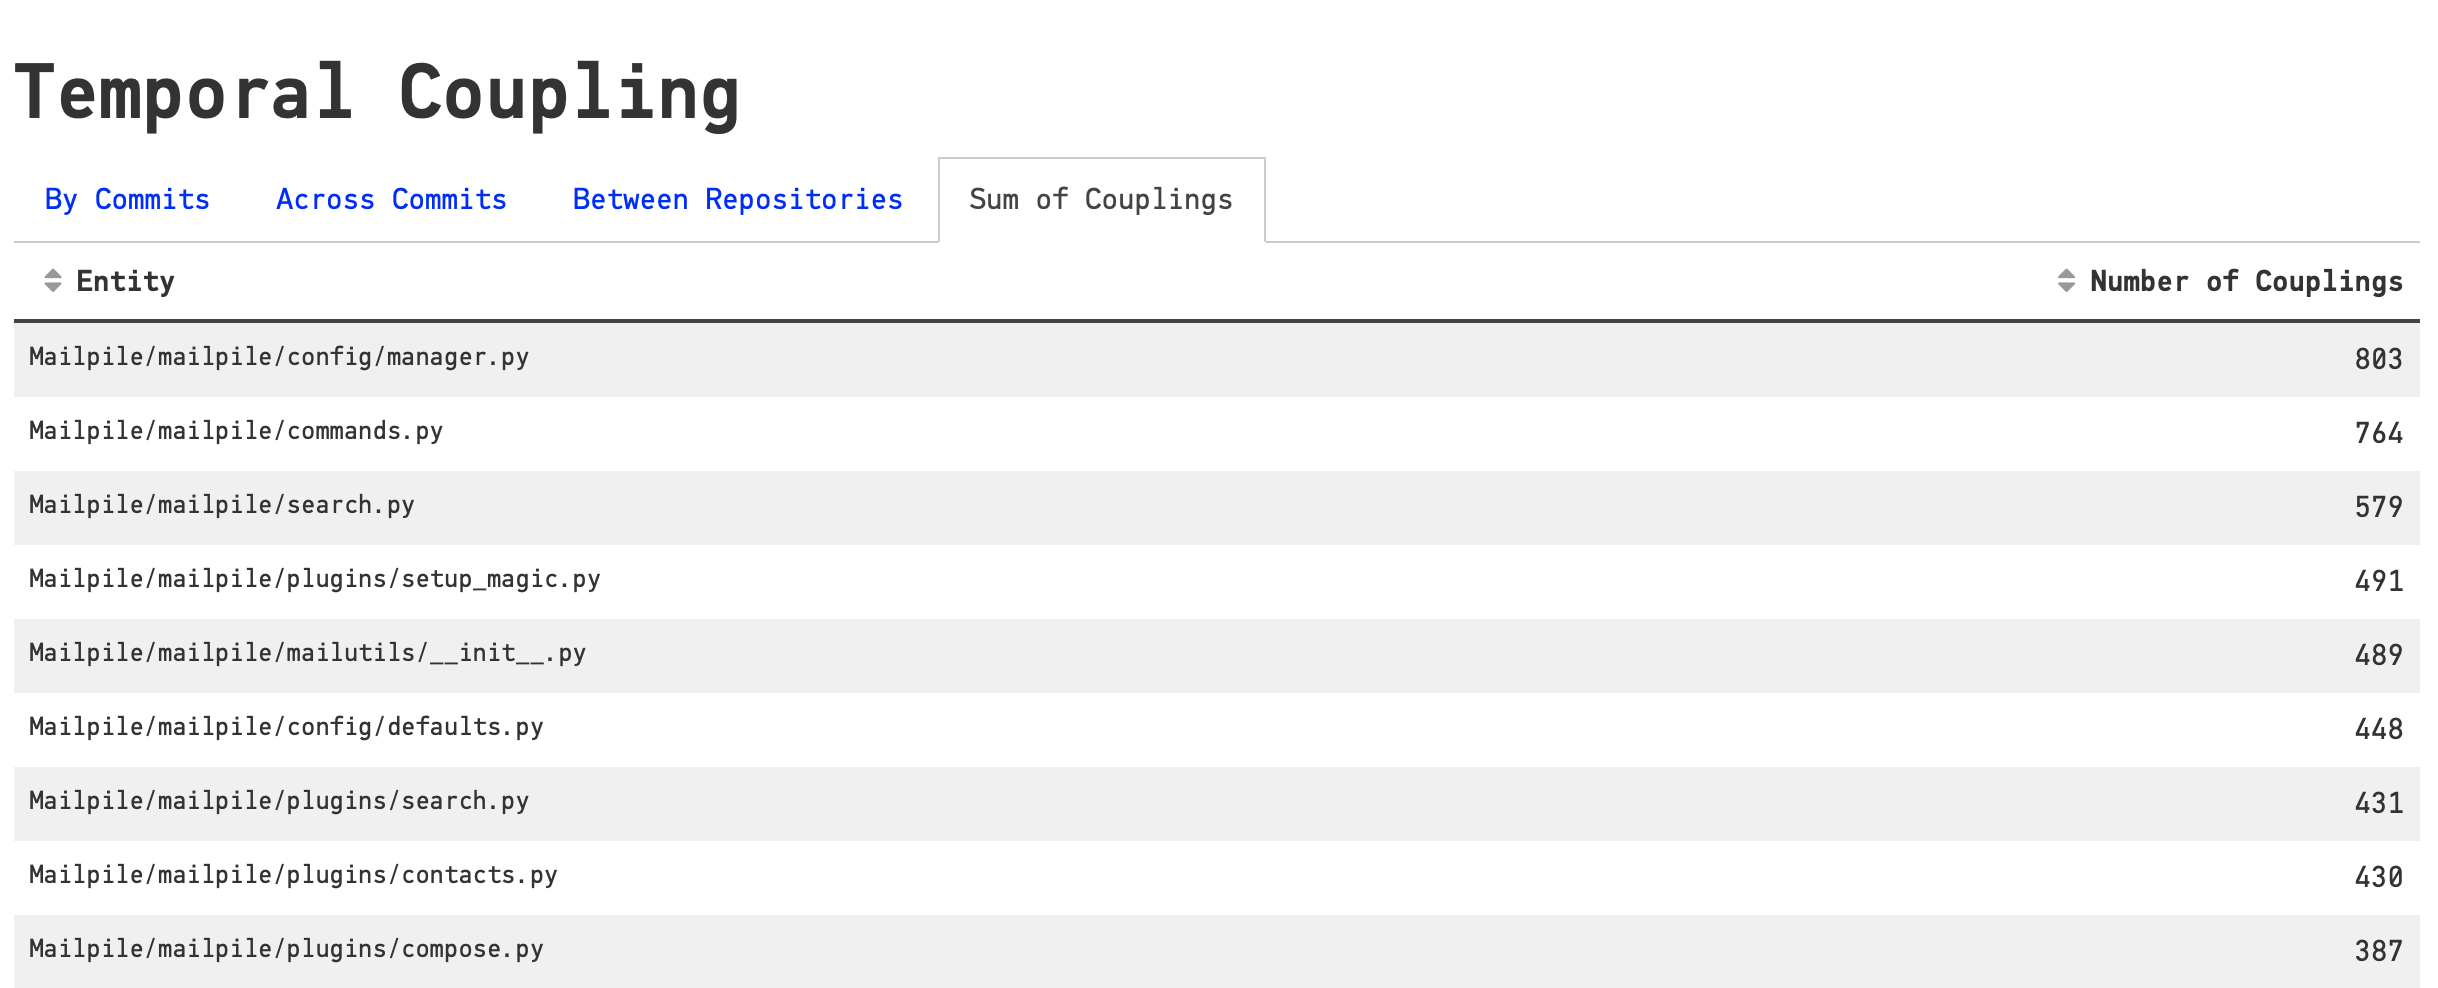 Temporal Coupling
By Commits Across Commits Between Repositories Sum of Couplings
Entity Number of Couplings
Mailpile/mailpile/config/manager.py 803
Mailpile/mailpile/commands.py 764
Mailpile/mailpile/search.py 579
Mailpile/mailpile/plugins/setup_magic.py 491
Mailpile/mailpile/mailutils/__init__.py 489
Mailpile/mailpile/config/defaults.py 448
Mailpile/mailpile/plugins/search.py 431
Mailpile/mailpile/plugins/contacts.py 430
Mailpile/mailpile/plugins/compose.py 387